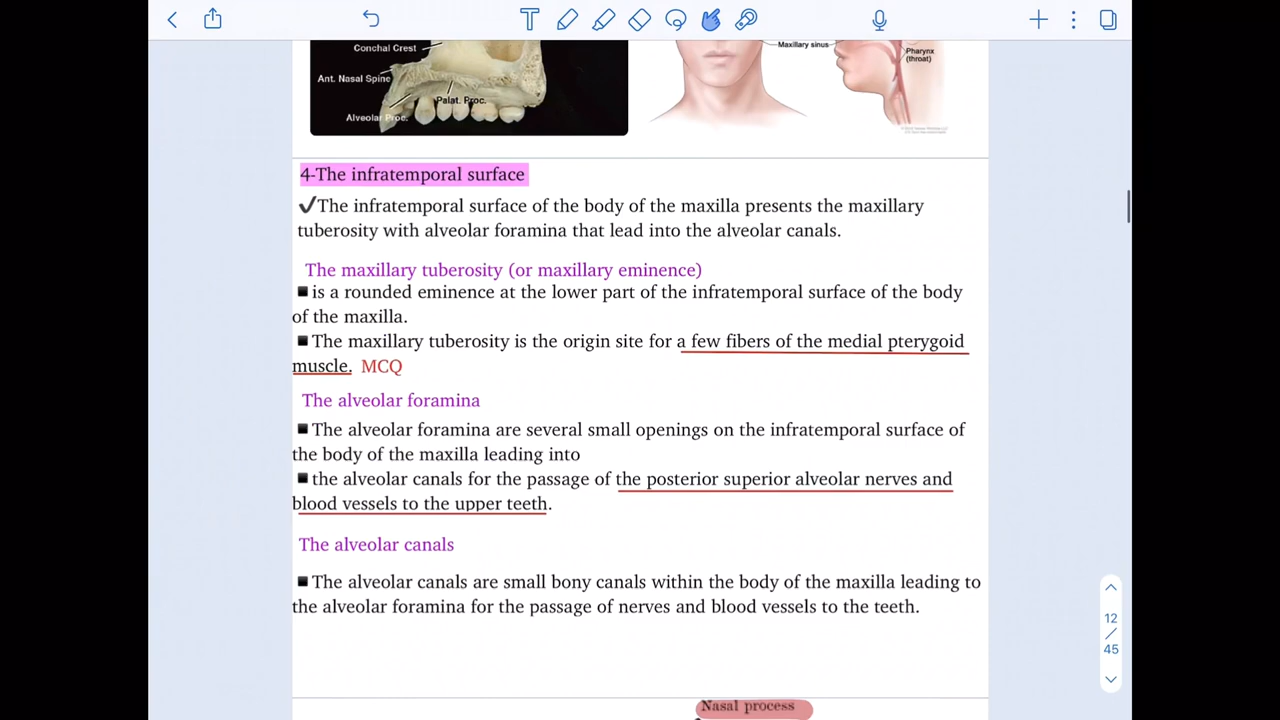 Conchal Crest
Maxillary sinus
Pharynx
(throat)
Ant. Nasal Spine
Palat. Proc.
Alveolar Proc.
4-The infratemporal surface
✔The infratemporal surface of the body of the maxilla presents the maxillary
tuberosity with alveolar foramina that lead into the alveolar canals.
The maxillary tuberosity (or maxillary eminence)
▪is a rounded eminence at the lower part of the infratemporal surface of the body
of the maxilla.
▪The maxillary tuberosity is the origin site for a few fibers of the medial pterygoid
muscle. MCQ
The alveolar foramina
▪The alveolar foramina are several small openings on the infratemporal surface of
the body of the maxilla leading into
▪the alveolar canals for the passage of the posterior superior alveolar nerves and
blood vessels to the upper teeth.
The alveolar canals
▪The alveolar canals are small bony canals within the body of the maxilla leading to
the alveolar foramina for the passage of nerves and blood vessels to the teeth.
12
/
45
Nasal process